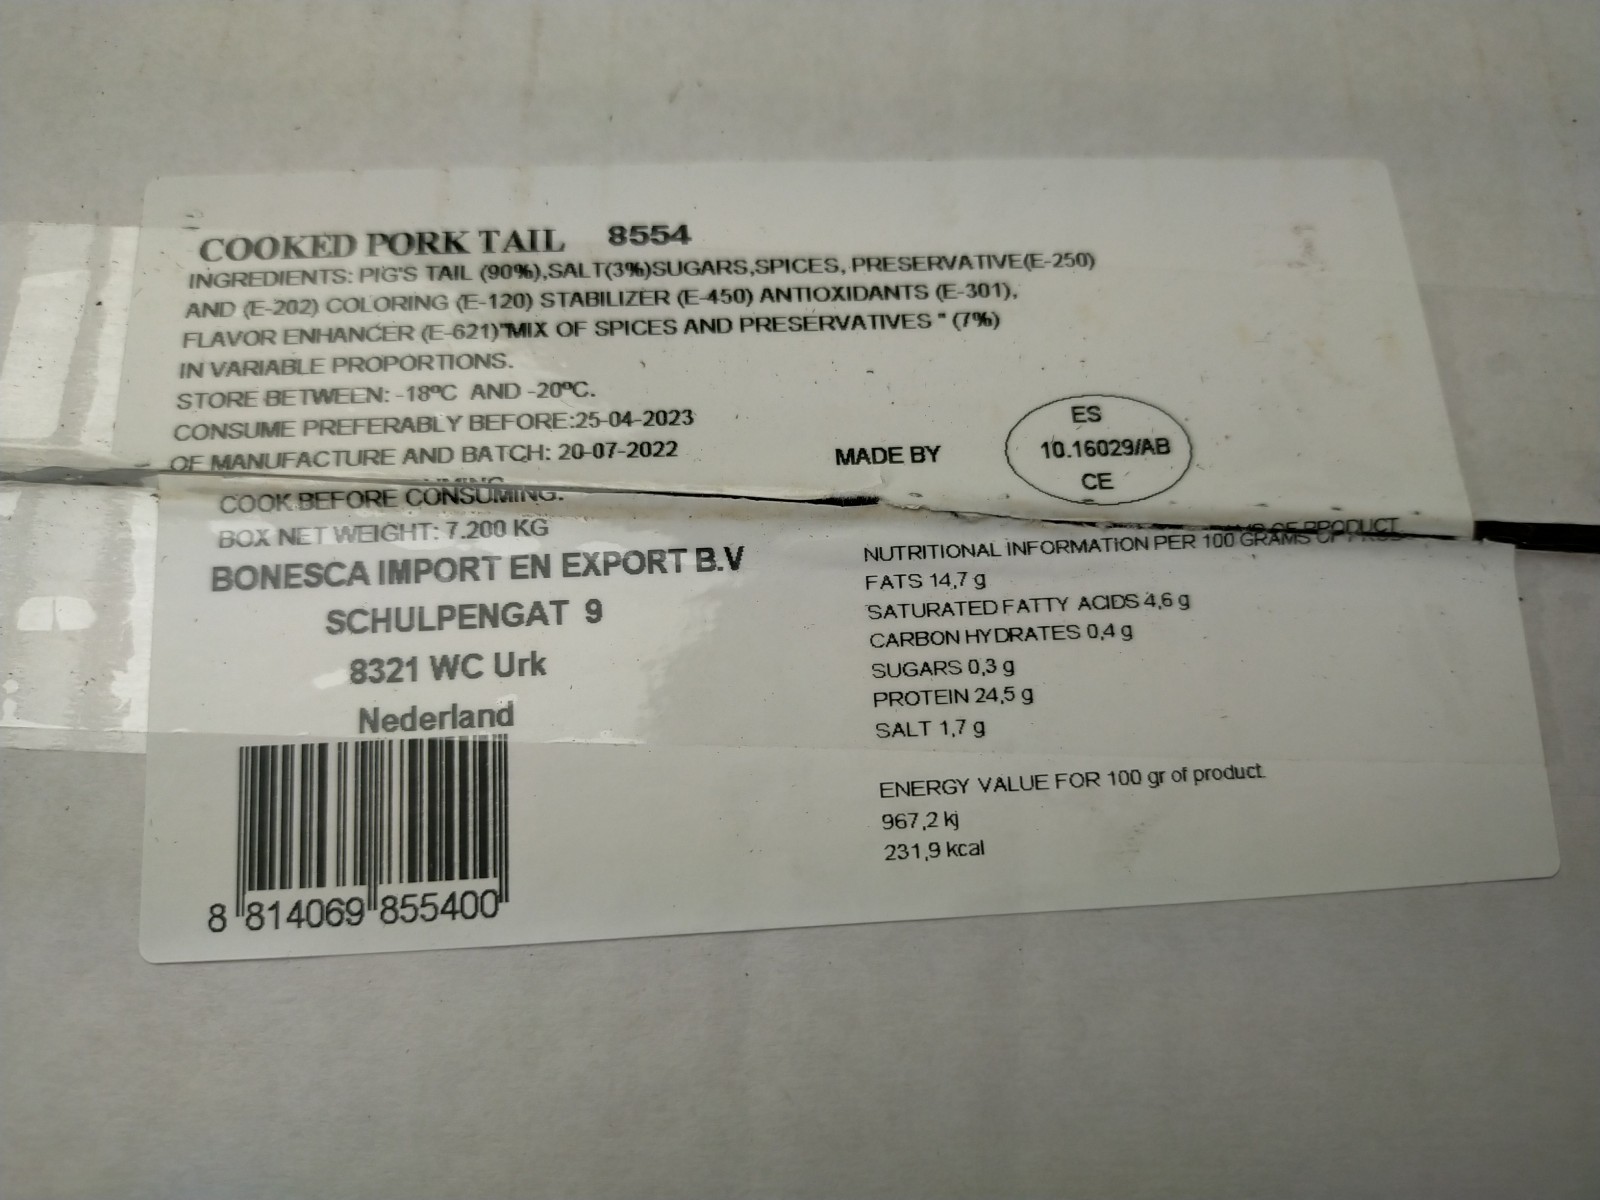 COOKED PORK TAIL 8554
INGREDIENTS: PIG'S TAIL (90%),SALT(3%)SUGARS,SPICES, PRESERVATIVE(E-250)
AND (E-202) COLORING (E-120) STABILIZER (E-450) ANTIOXIDANTS (E-301),
FLAVOR ENHANCER (E-621)"MIX OF SPICES AND PRESERVATIVES " (7%)
IN VARIABLE PROPORTIONS.
STORE BETWEEN: -18ºC AND -20ºC.
CONSUME PREFERABLY BEFORE:25-04-2023
OF MANUFACTURE AND BATCH: 20-07-2022
MADE BY
ES
10.16029/AB
CE
COOK BEFORE CONSUMING.
BOX NET WEIGHT: 7.200 KG
BONESCA IMPORT EN EXPORT B.V
SCHULPENGAT 9
8321 WC Urk
Nederland
8 814069 855400
NUTRITIONAL INFORMATION PER 100 GRAMS OF PRODUCT
FATS 14,7 g
SATURATED FATTY ACIDS 4,6 g
CARBON HYDRATES 0,4 g
SUGARS 0,3 g
PROTEIN 24,5 g
SALT 1,7 g
ENERGY VALUE FOR 100 gr of product
967,2 kj
231,9 kcal